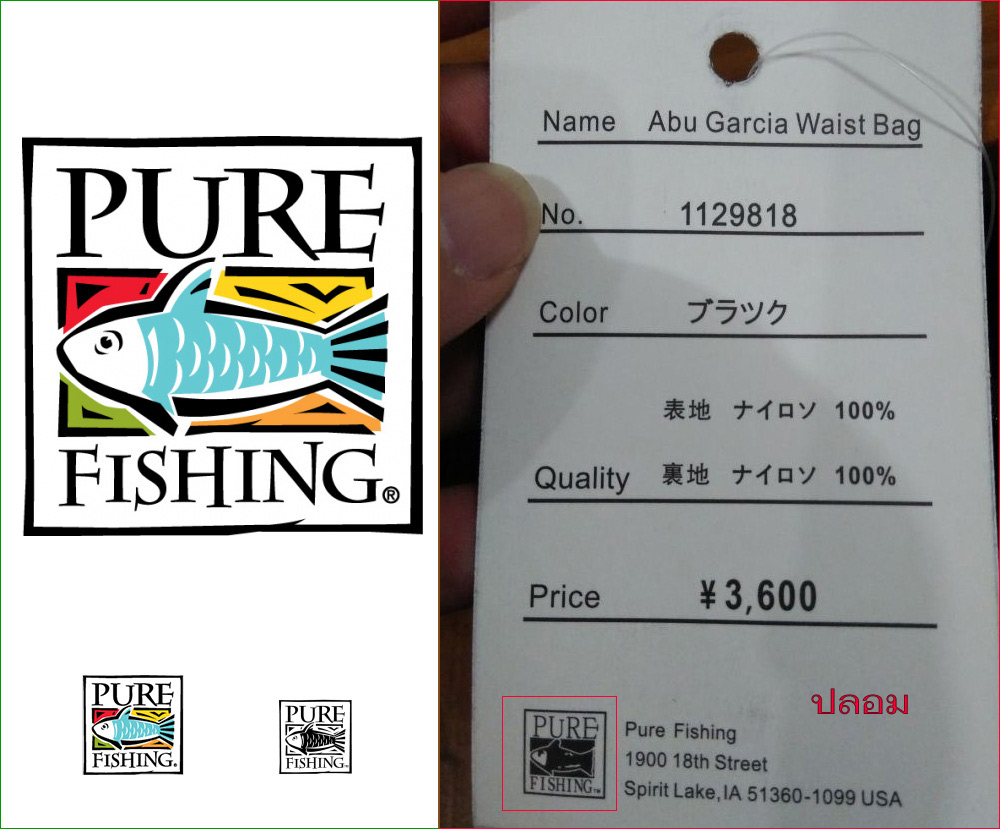 PURE
FISHING®
PURE
FISHING®
PURE
FISHING™
Name Abu Garcia Waist Bag
No. 1129818
Color ブラツク
表地 ナイロソ 100%
Quality 裏地 ナイロソ 100%
Price ¥3,600
ปลอม
PURE
FISHING™
Pure Fishing
1900 18th Street
Spirit Lake,IA 51360-1099 USA